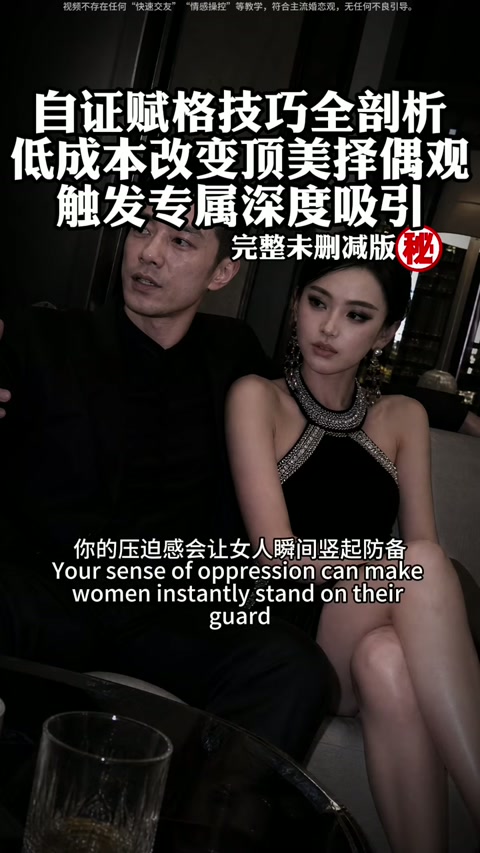 视频不存在任何“快速交友”“情感操控”等教学，符合主流婚恋观，无任何不良引导。
自证赋格技巧全剖析
低成本改变顶美择偶观
触发专属深度吸引
完整未删减版 秘
你的压迫感会让女人瞬间竖起防备
Your sense of oppression can make
women instantly stand on their
guard